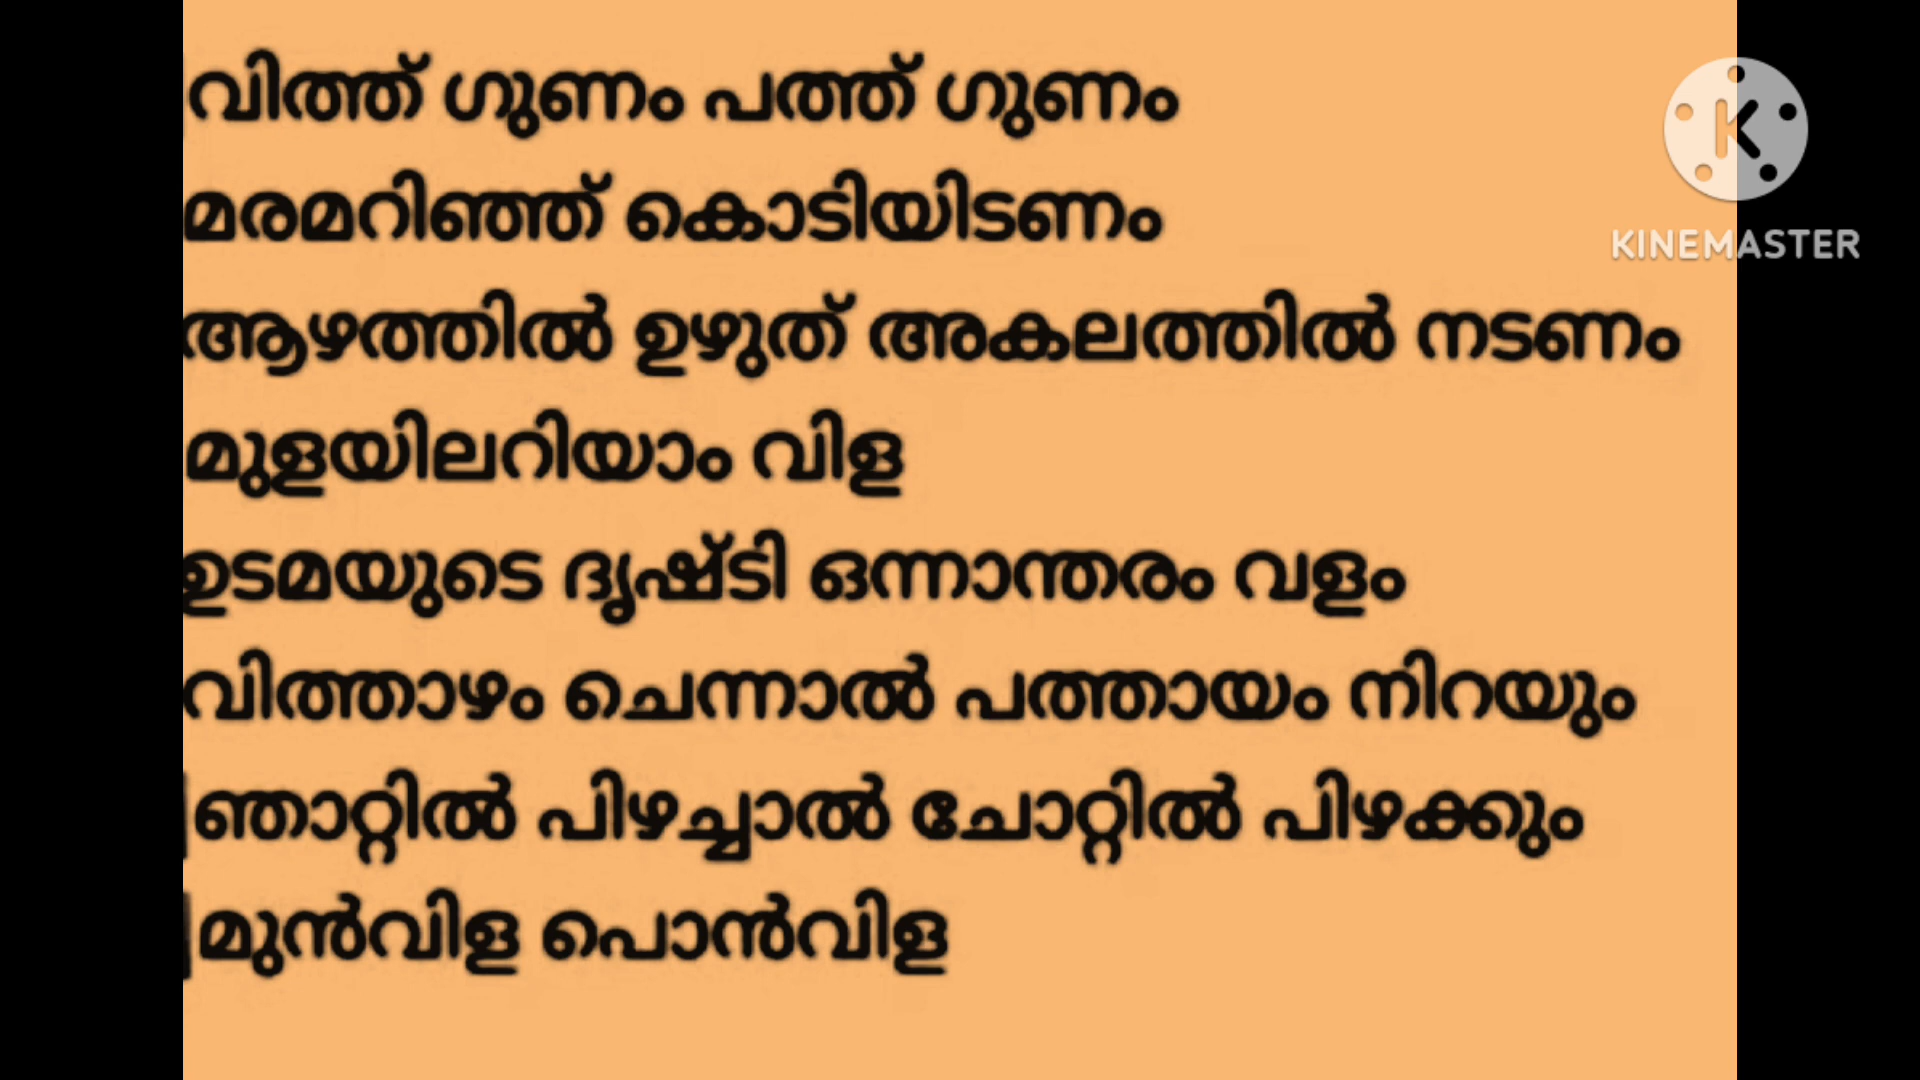 വിത്ത് ഗുണം പത്ത് ഗുണം
മരമറിഞ്ഞ് കൊടിയിടണം
ആഴത്തിൽ ഉഴുത് അകലത്തിൽ നടണം
മുളയിലറിയാം വിള
ഉടമയുടെ ദൃഷ്ടി ഒന്നാന്തരം വളം
വിത്താഴം ചെന്നാൽ പത്തായം നിറയും
ഞാറ്റിൽ പിഴച്ചാൽ ചോറ്റിൽ പിഴക്കും
മുൻവിള പൊൻവിള
K
KINEMASTER